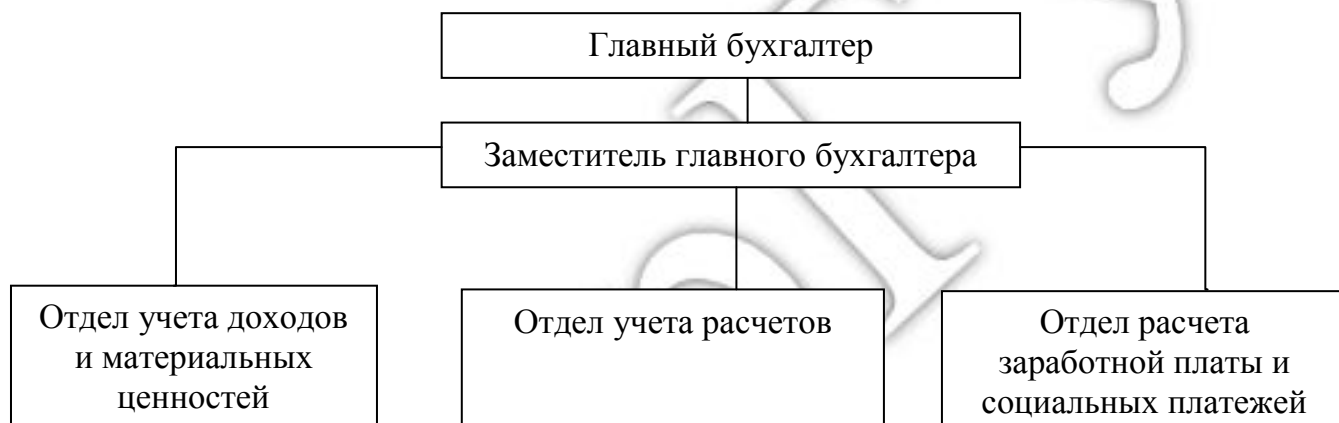 Главный бухгалтер
Заместитель главного бухгалтера
Отдел учета доходов
и материальных
ценностей
Отдел учета расчетов
Отдел расчета
заработной платы и
социальных платежей